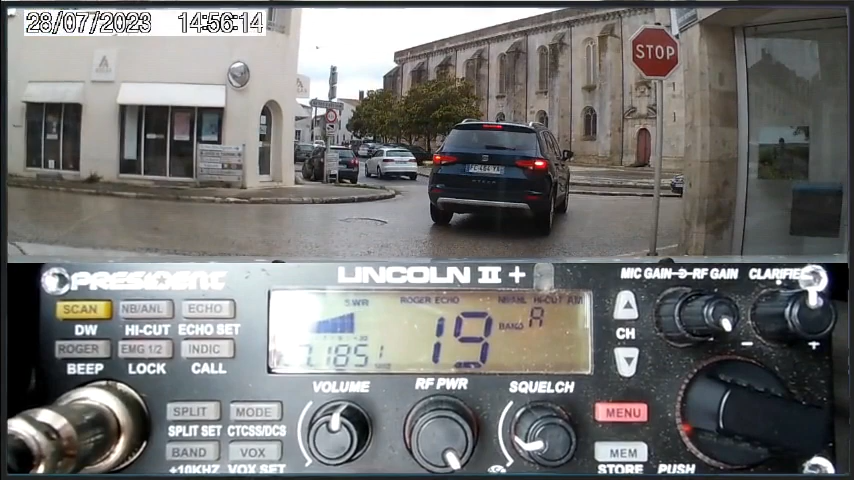 28/07/2023 14:56:14
STOP
PRESIDENT LINCOLN II +
MIC GAIN RF GAIN CLARIFIER
SCAN NB/ANL ECHO
DW HI-CUT ECHO SET
ROGER EMG 1/2 INDIC
BEEP LOCK CALL
SWR ROGER ECHO NB/ANL HI-CUT AM
19 BAND A
CH
- +
VOLUME RF PWR SQUELCH
SPLIT MODE
SPLIT SET CTCSS/DCS
BAND VOX
+10KHZ VOX SET
MENU
MEM
STORE PUSH